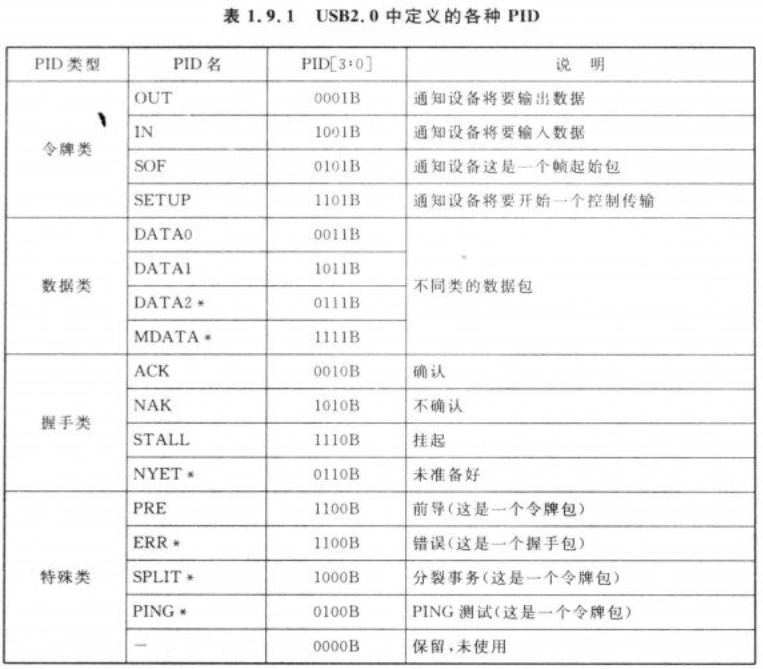 表 1.9.1 USB2.0 中定义的各种 PID
PID 类型 PID 名 PID[3:0] 说 明
令牌类 OUT 0001B 通知设备将要输出数据
IN 1001B 通知设备将要输入数据
SOF 0101B 通知设备这是一个帧起始包
SETUP 1101B 通知设备将要开始一个控制传输
数据类 DATA0 0011B 不同类的数据包
DATA1 1011B
DATA2 * 0111B
MDATA * 1111B
握手类 ACK 0010B 确认
NAK 1010B 不确认
STALL 1110B 挂起
NYET * 0110B 未准备好
特殊类 PRE 1100B 前导(这是一个令牌包)
ERR * 1100B 错误(这是一个握手包)
SPLIT * 1000B 分裂事务(这是一个令牌包)
PING * 0100B PING 测试(这是一个令牌包)
— 0000B 保留,未使用